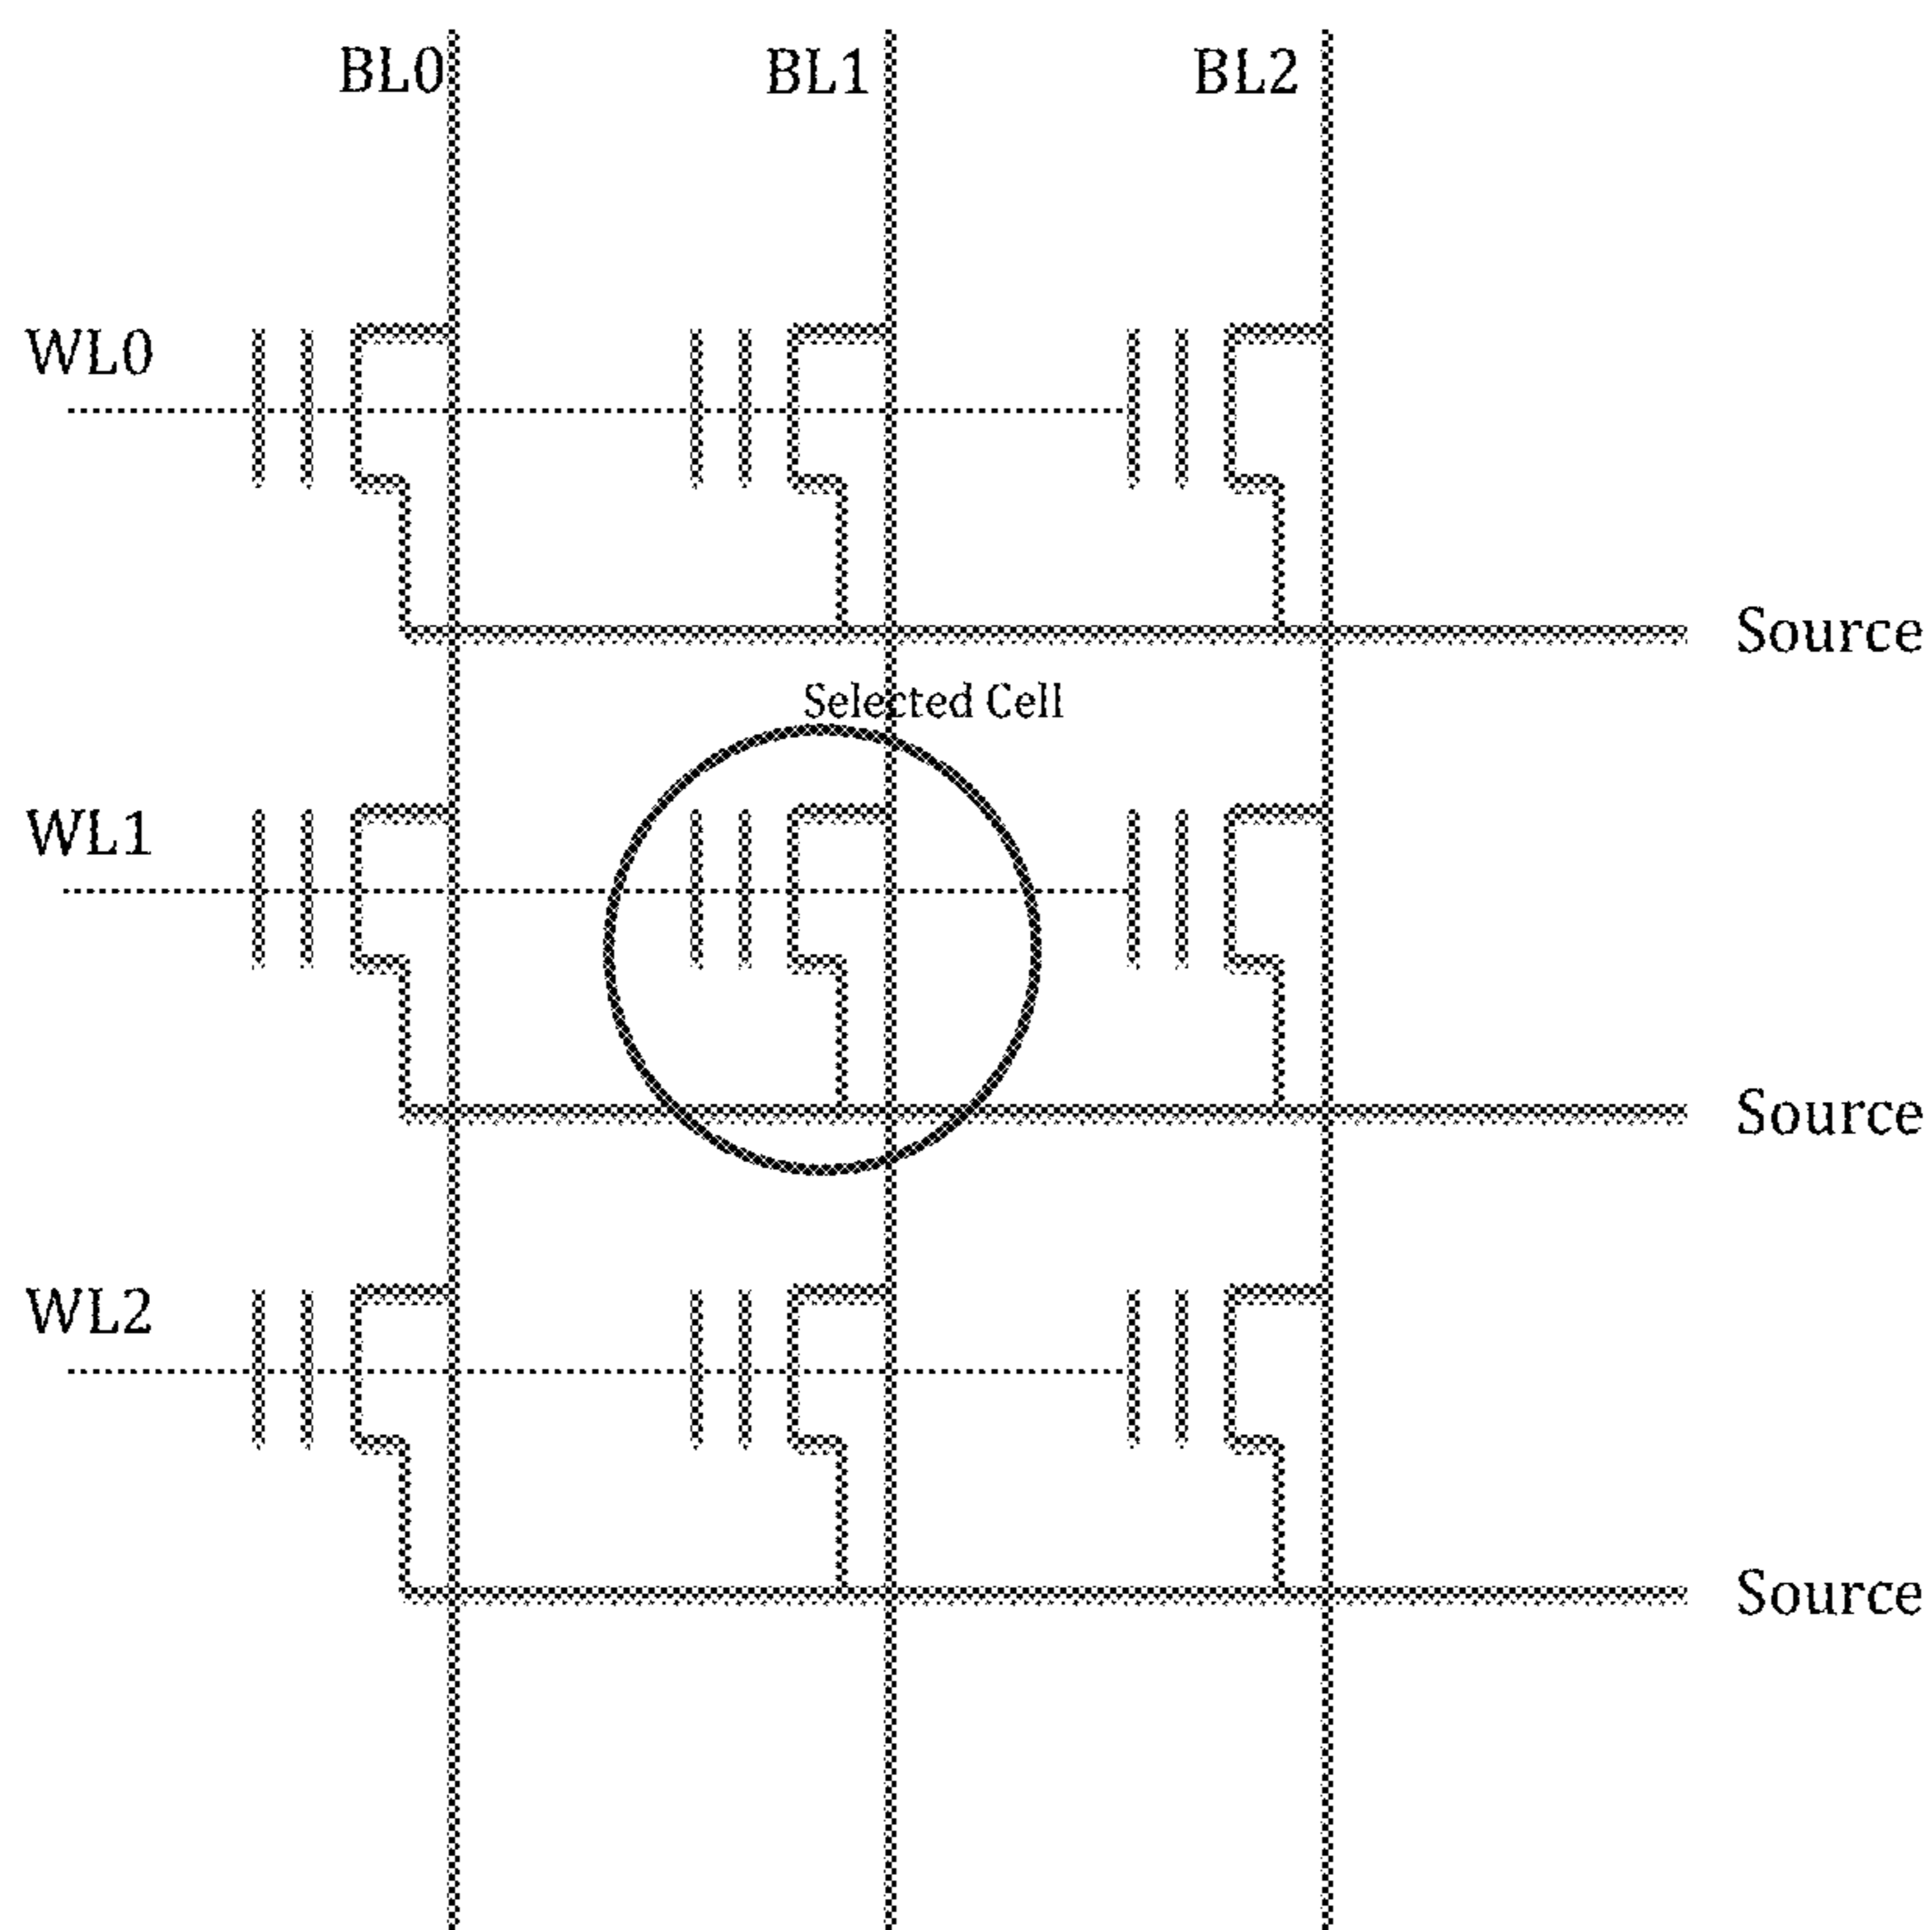 BL0 BL1 BL2
WL0
Source
Selected Cell
WL1
Source
WL2
Source